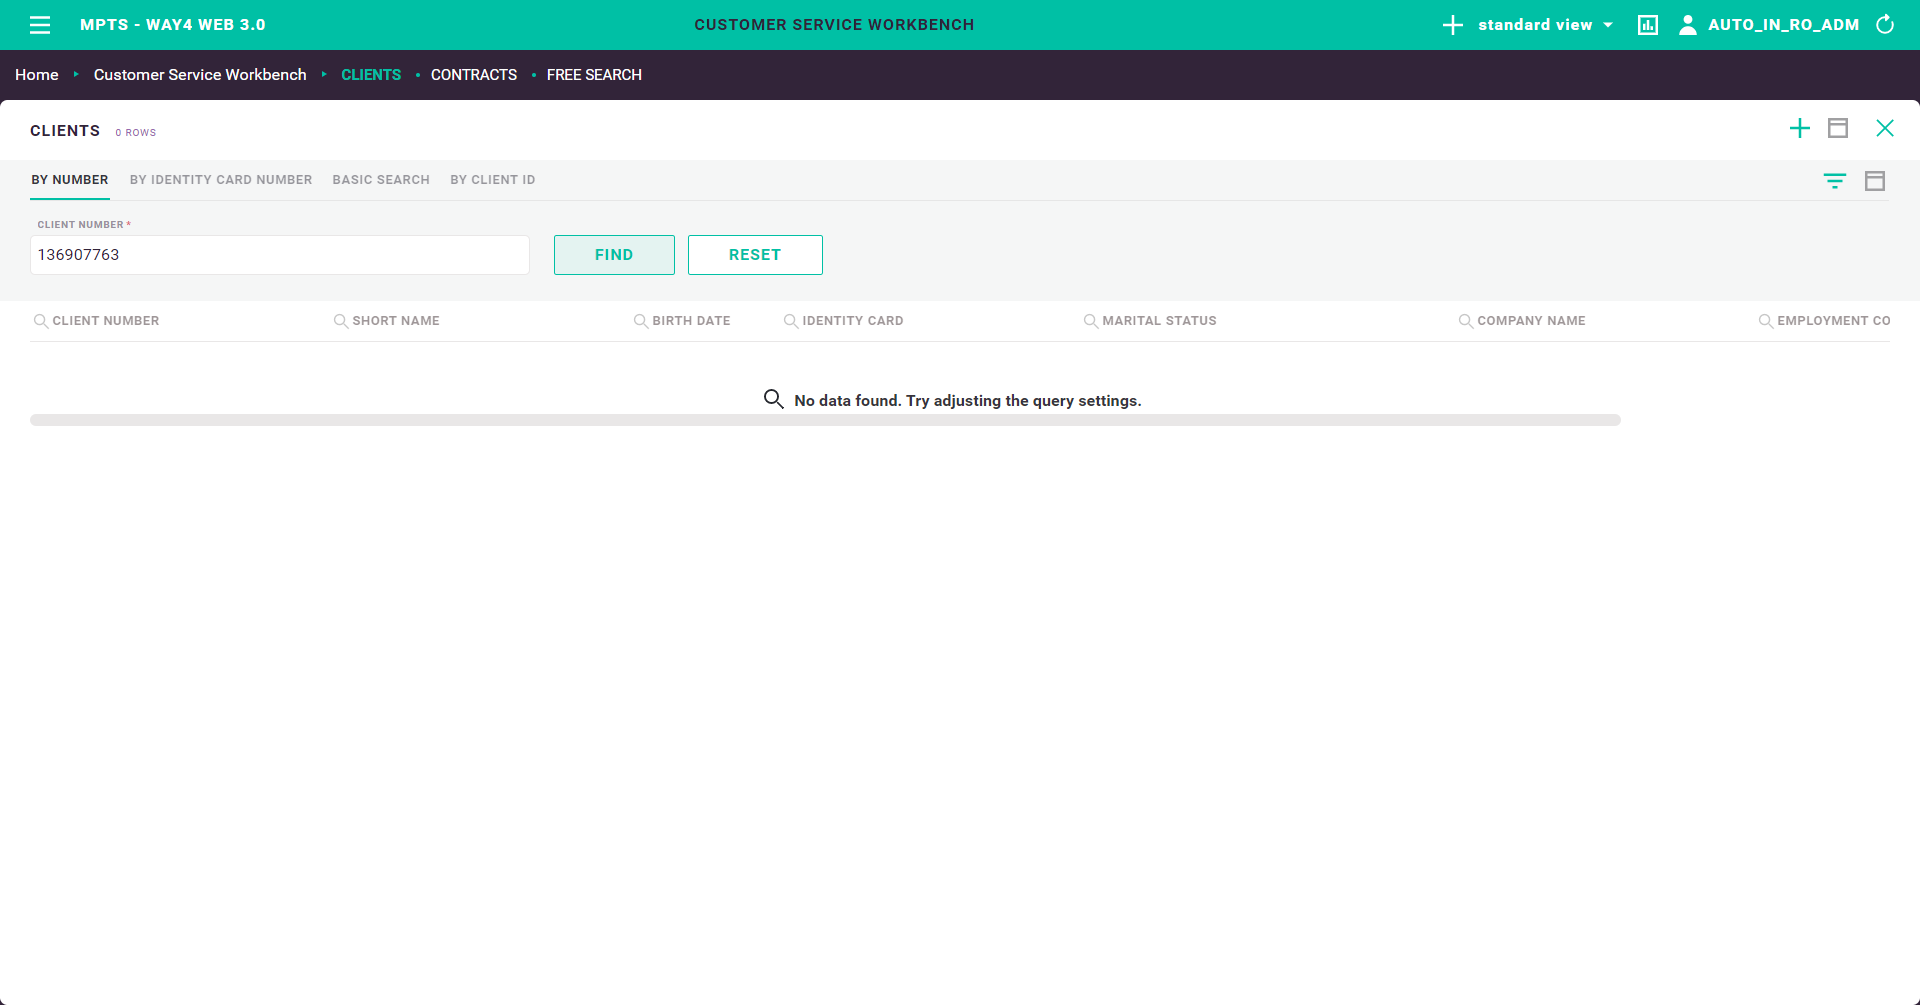 MPTS - WAY4 WEB 3.0
CUSTOMER SERVICE WORKBENCH
standard view
AUTO_IN_RO_ADM
Home
Customer Service Workbench
CLIENTS
CONTRACTS
FREE SEARCH
CLIENTS
0 ROWS
BY NUMBER
BY IDENTITY CARD NUMBER
BASIC SEARCH
BY CLIENT ID
CLIENT NUMBER *
136907763
FIND
RESET
CLIENT NUMBER
SHORT NAME
BIRTH DATE
IDENTITY CARD
MARITAL STATUS
COMPANY NAME
EMPLOYMENT CO
No data found. Try adjusting the query settings.